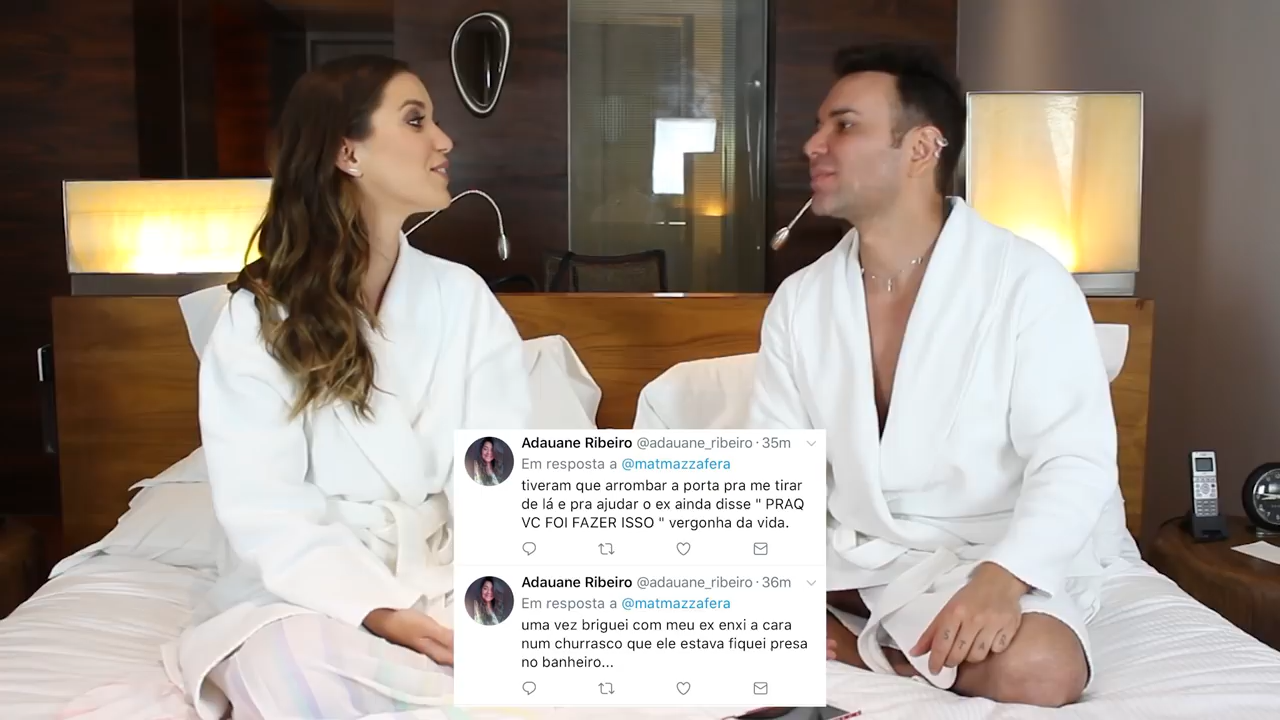 Adauane Ribeiro @adauane_ribeiro · 35m
Em resposta a @matmazzafera
tiveram que arrombar a porta pra me tirar
de lá e pra ajudar o ex ainda disse " PRAQ
VC FOI FAZER ISSO " vergonha da vida.
Adauane Ribeiro @adauane_ribeiro · 36m
Em resposta a @matmazzafera
uma vez briguei com meu ex enxi a cara
num churrasco que ele estava fiquei presa
no banheiro...
STAR